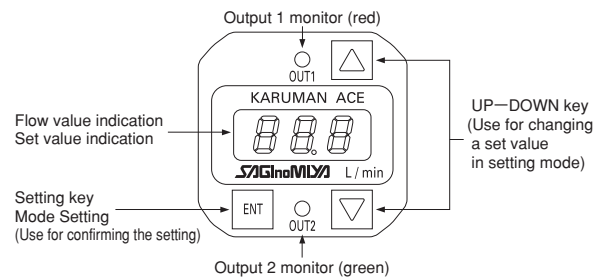 Output 1 monitor (red)
OUT1
KARUMAN ACE
Flow value indication
Set value indication
88.8
UP—DOWN key
(Use for changing
a set value
in setting mode)
SAGInoMIYA L / min
Setting key
Mode Setting
(Use for confirming the setting)
ENT
OUT2
Output 2 monitor (green)